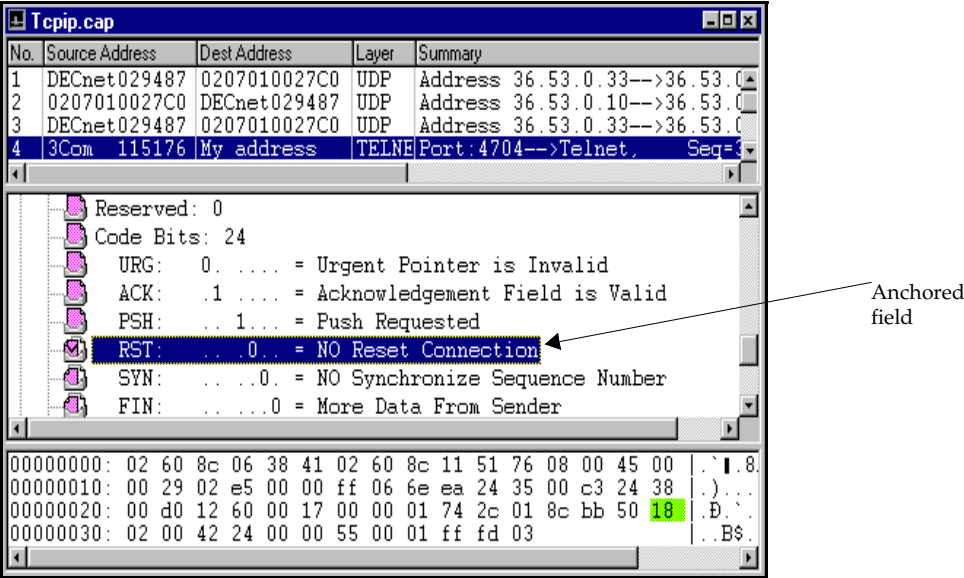 Tcpip.cap
No. Source Address Dest Address Layer Summary
1 DECnet029487 0207010027C0 UDP Address 36.53.0.33-->36.53.0
2 0207010027C0 DECnet029487 UDP Address 36.53.0.10-->36.53.0
3 DECnet029487 0207010027C0 UDP Address 36.53.0.33-->36.53.0
4 3Com 115176 My address TELNE Port:4704-->Telnet, Seq=3
Reserved: 0
Code Bits: 24
URG: 0. .... = Urgent Pointer is Invalid
ACK: .1 .... = Acknowledgement Field is Valid
PSH: .. 1... = Push Requested
RST: .. .0.. = NO Reset Connection
SYN: .. ..0. = NO Synchronize Sequence Number
FIN: .. ...0 = More Data From Sender
Anchored
field
00000000: 02 60 8c 06 38 41 02 60 8c 11 51 76 08 00 45 00 |.`▮.8.
00000010: 00 29 02 e5 00 00 ff 06 6e ea 24 35 00 c3 24 38 |.)...
00000020: 00 d0 12 60 00 17 00 00 01 74 2c 01 8c bb 50 18 |.Ð.`.
00000030: 02 00 42 24 00 00 55 00 01 ff fd 03 |..B$.